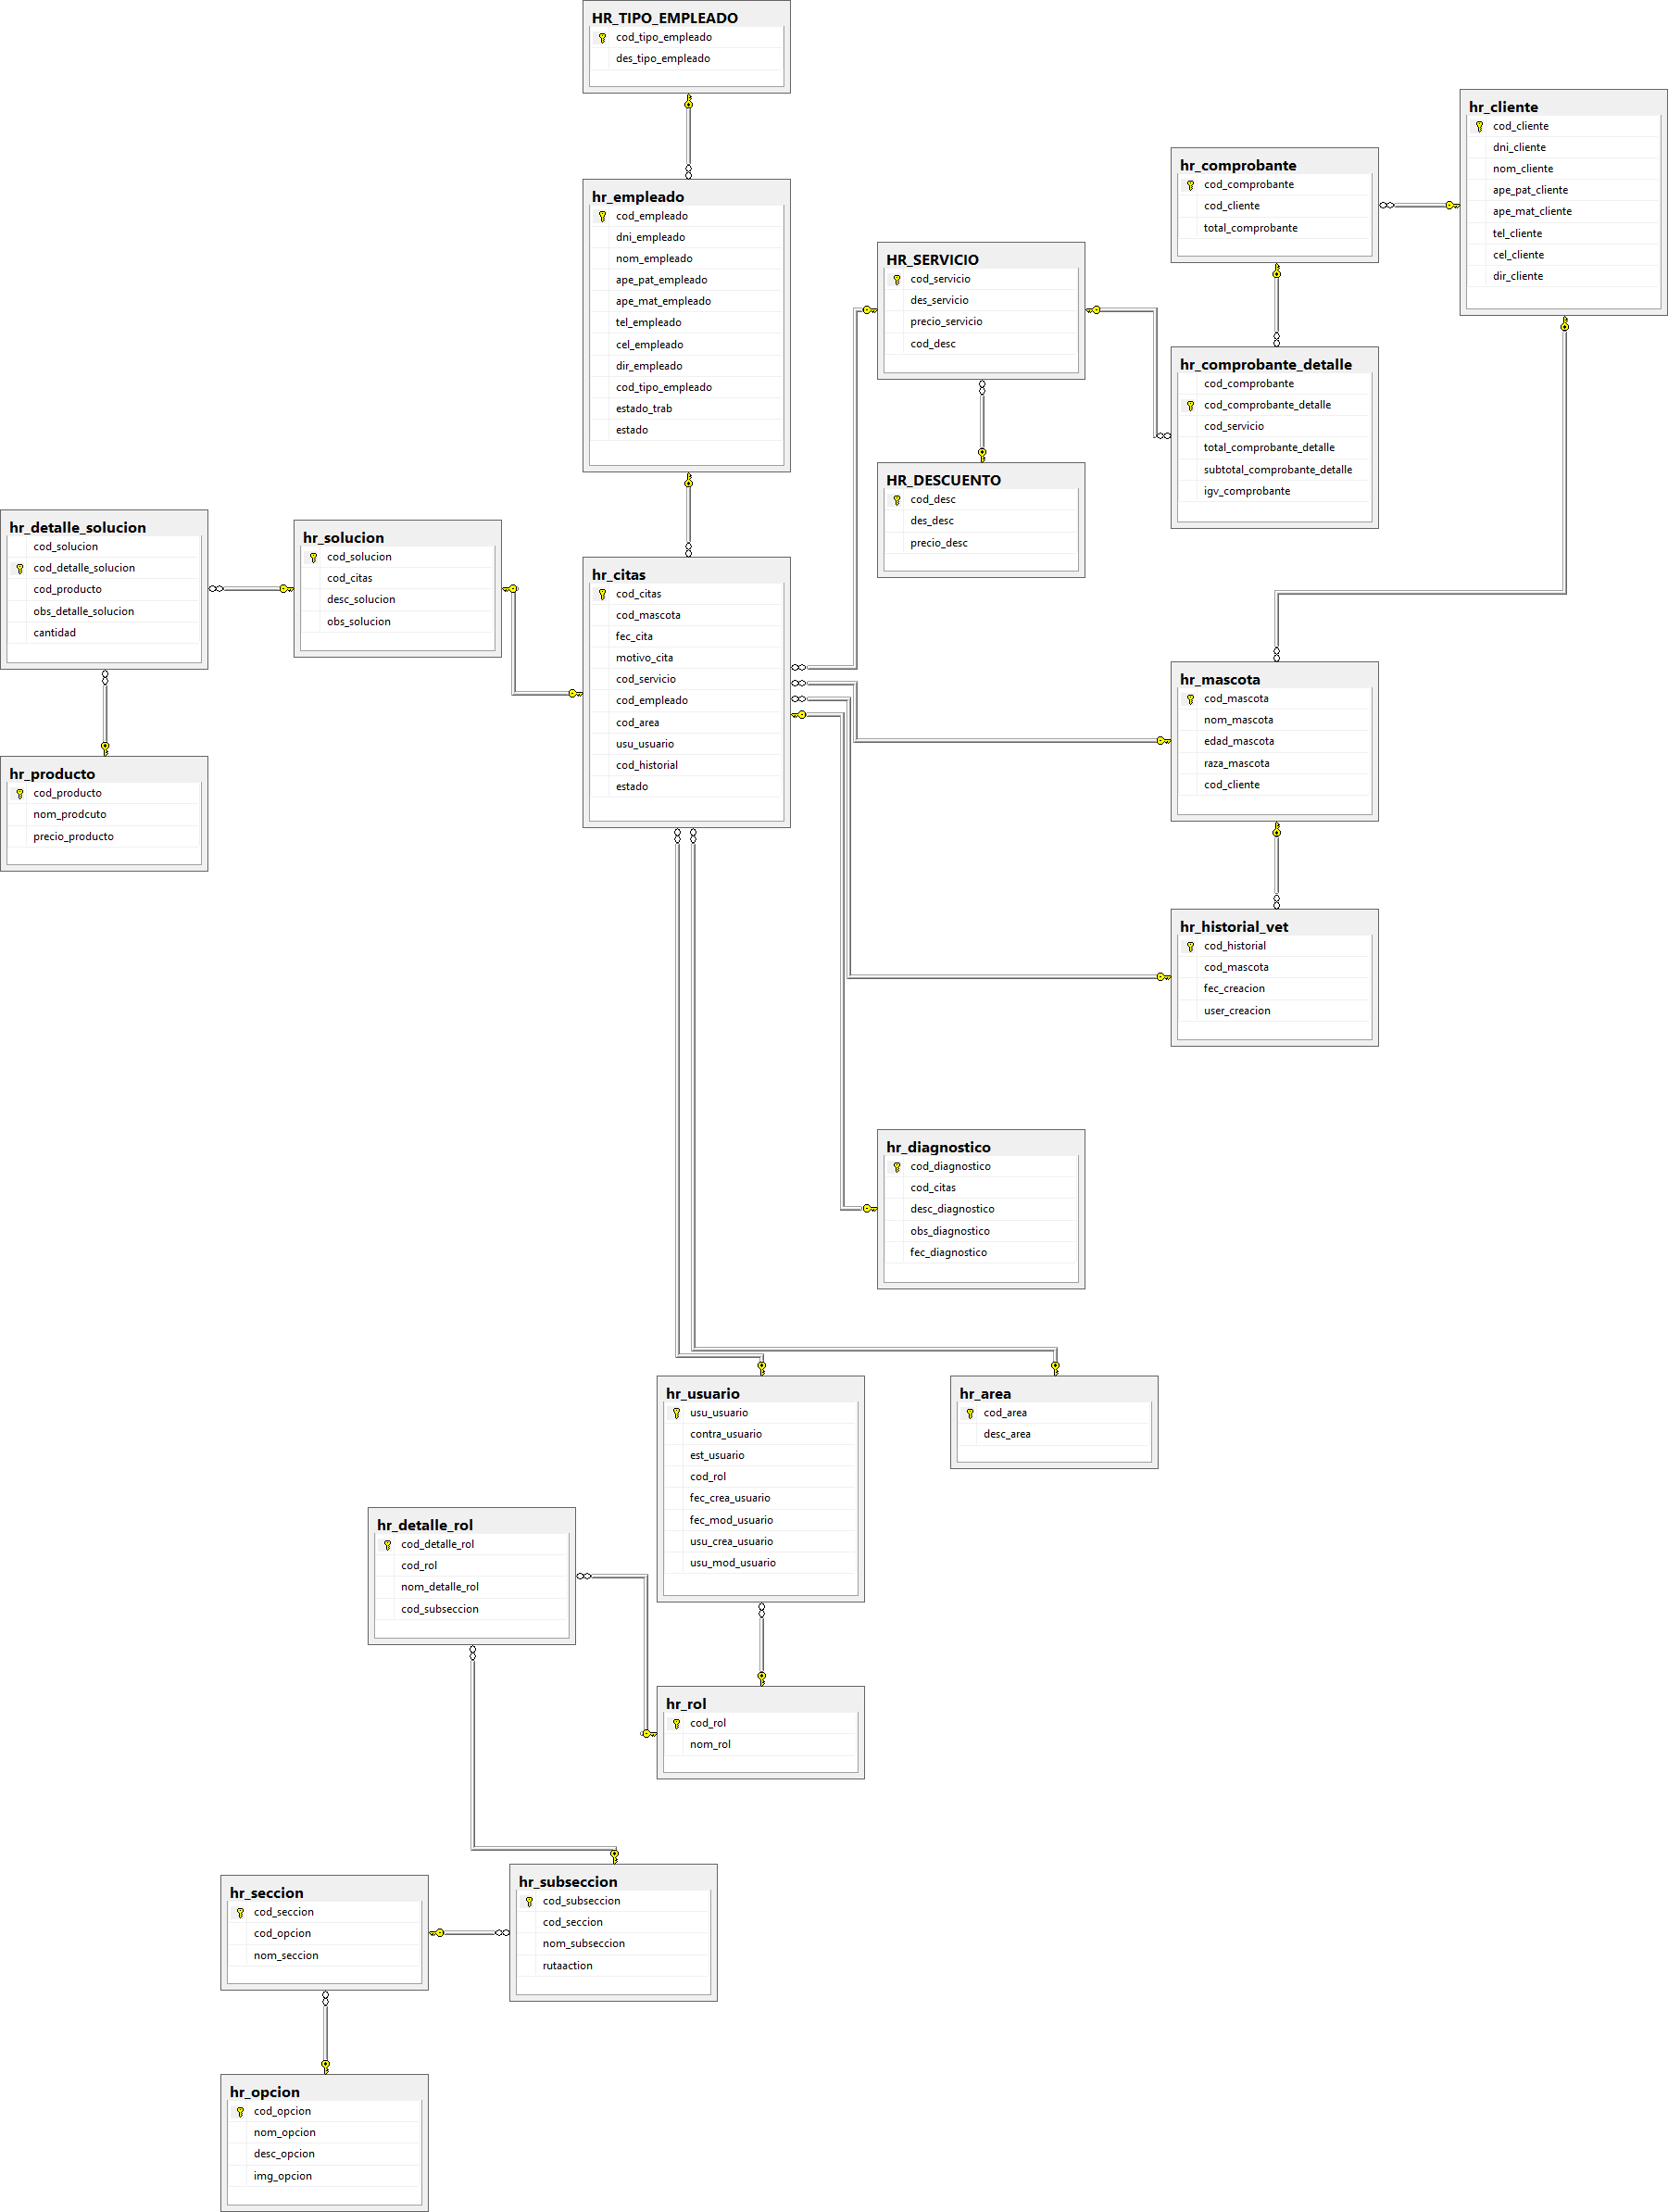 HR_TIPO_EMPLEADO
cod_tipo_empleado
des_tipo_empleado
hr_empleado
cod_empleado
dni_empleado
nom_empleado
ape_pat_empleado
ape_mat_empleado
tel_empleado
cel_empleado
dir_empleado
cod_tipo_empleado
estado_trab
estado
hr_cliente
cod_cliente
dni_cliente
nom_cliente
ape_pat_cliente
ape_mat_cliente
tel_cliente
cel_cliente
dir_cliente
hr_comprobante
cod_comprobante
cod_cliente
total_comprobante
HR_SERVICIO
cod_servicio
des_servicio
precio_servicio
cod_desc
hr_comprobante_detalle
cod_comprobante
cod_comprobante_detalle
cod_servicio
total_comprobante_detalle
subtotal_comprobante_detalle
igv_comprobante
HR_DESCUENTO
cod_desc
des_desc
precio_desc
hr_detalle_solucion
cod_solucion
cod_detalle_solucion
cod_producto
obs_detalle_solucion
cantidad
hr_solucion
cod_solucion
cod_citas
desc_solucion
obs_solucion
hr_citas
cod_citas
cod_mascota
fec_cita
motivo_cita
cod_servicio
cod_empleado
cod_area
usu_usuario
cod_historial
estado
hr_mascota
cod_mascota
nom_mascota
edad_mascota
raza_mascota
cod_cliente
hr_producto
cod_producto
nom_prodcuto
precio_producto
hr_historial_vet
cod_historial
cod_mascota
fec_creacion
user_creacion
hr_diagnostico
cod_diagnostico
cod_citas
desc_diagnostico
obs_diagnostico
fec_diagnostico
hr_usuario
usu_usuario
contra_usuario
est_usuario
cod_rol
fec_crea_usuario
fec_mod_usuario
usu_crea_usuario
usu_mod_usuario
hr_area
cod_area
desc_area
hr_detalle_rol
cod_detalle_rol
cod_rol
nom_detalle_rol
cod_subseccion
hr_rol
cod_rol
nom_rol
hr_subseccion
cod_subseccion
cod_seccion
nom_subseccion
rutaaction
hr_seccion
cod_seccion
cod_opcion
nom_seccion
hr_opcion
cod_opcion
nom_opcion
desc_opcion
img_opcion